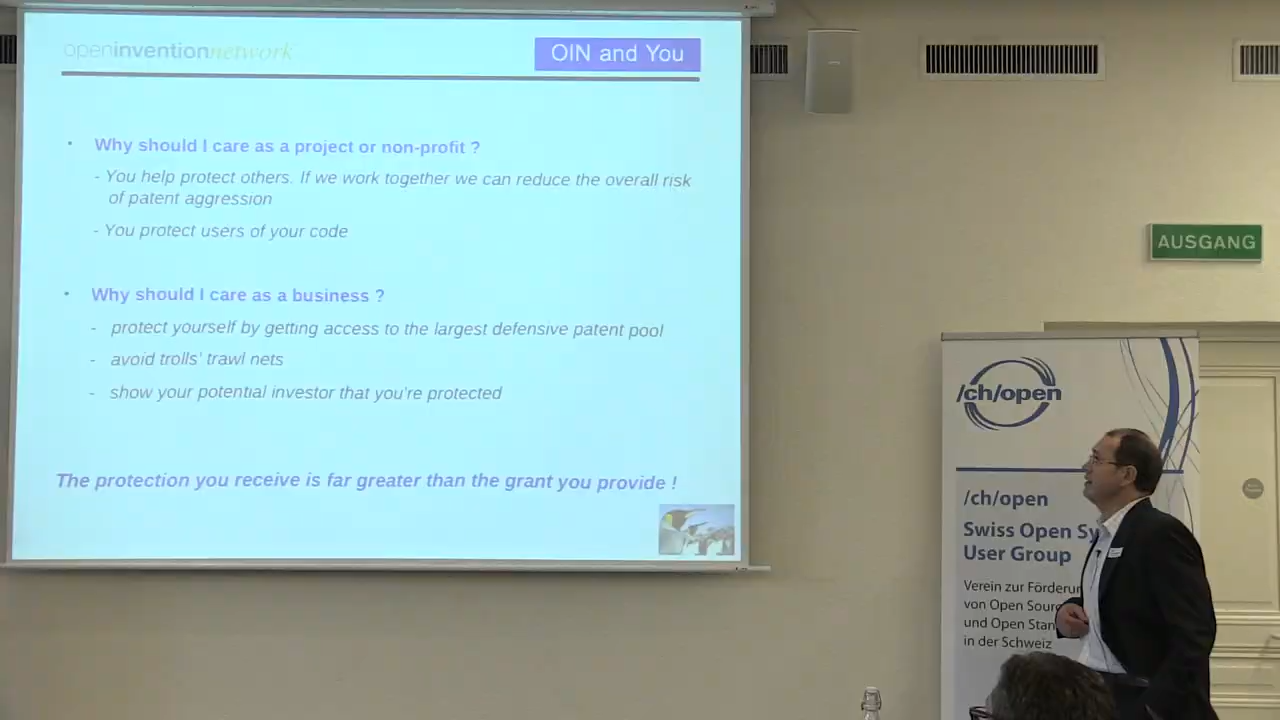 openinventionnetwork
OIN and You
• Why should I care as a project or non-profit ?
- You help protect others. If we work together we can reduce the overall risk
of patent aggression
- You protect users of your code
• Why should I care as a business ?
- protect yourself by getting access to the largest defensive patent pool
- avoid trolls' trawl nets
- show your potential investor that you're protected
The protection you receive is far greater than the grant you provide !
AUSGANG
/ch/open
/ch/open
Swiss Open Sy
User Group
Verein zur Förderu
von Open Sour
und Open Stan
in der Schweiz